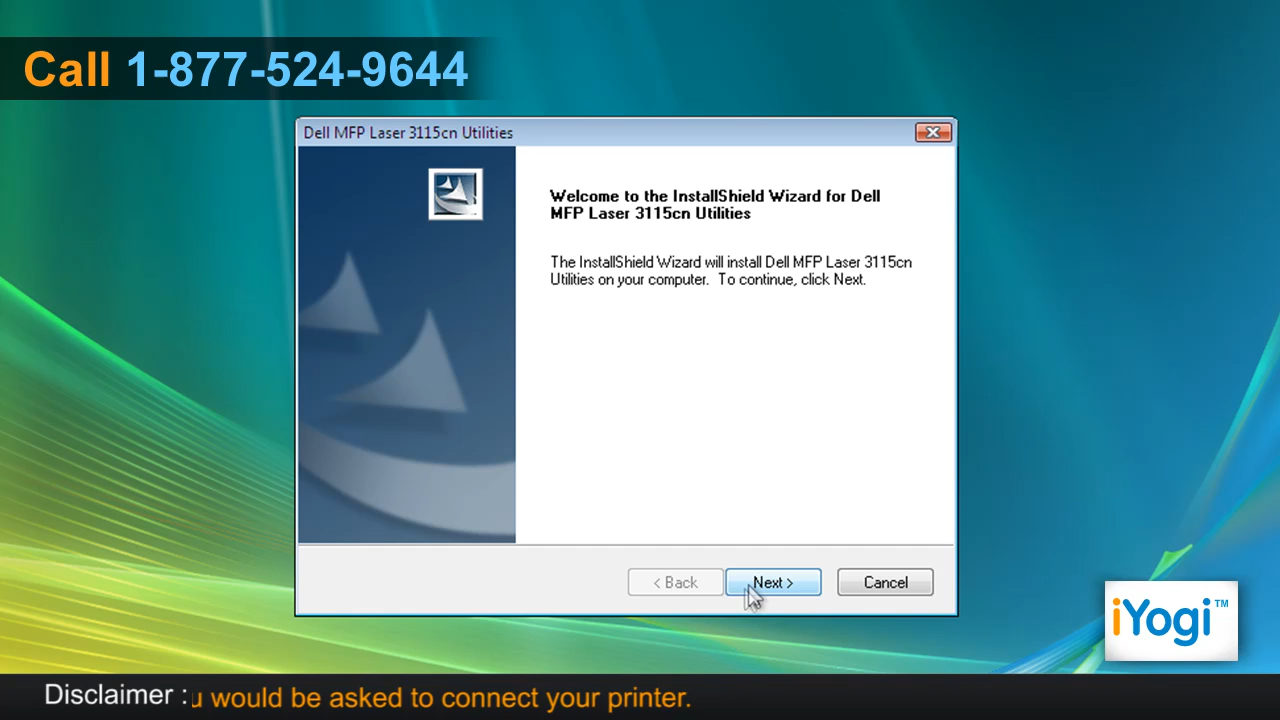 Call 1-877-524-9644
Dell MFP Laser 3115cn Utilities
Welcome to the InstallShield Wizard for Dell
MFP Laser 3115cn Utilities
The InstallShield Wizard will install Dell MFP Laser 3115cn
Utilities on your computer. To continue, click Next.
< Back Next > Cancel
iYogi™
Disclaimer : u would be asked to connect your printer.